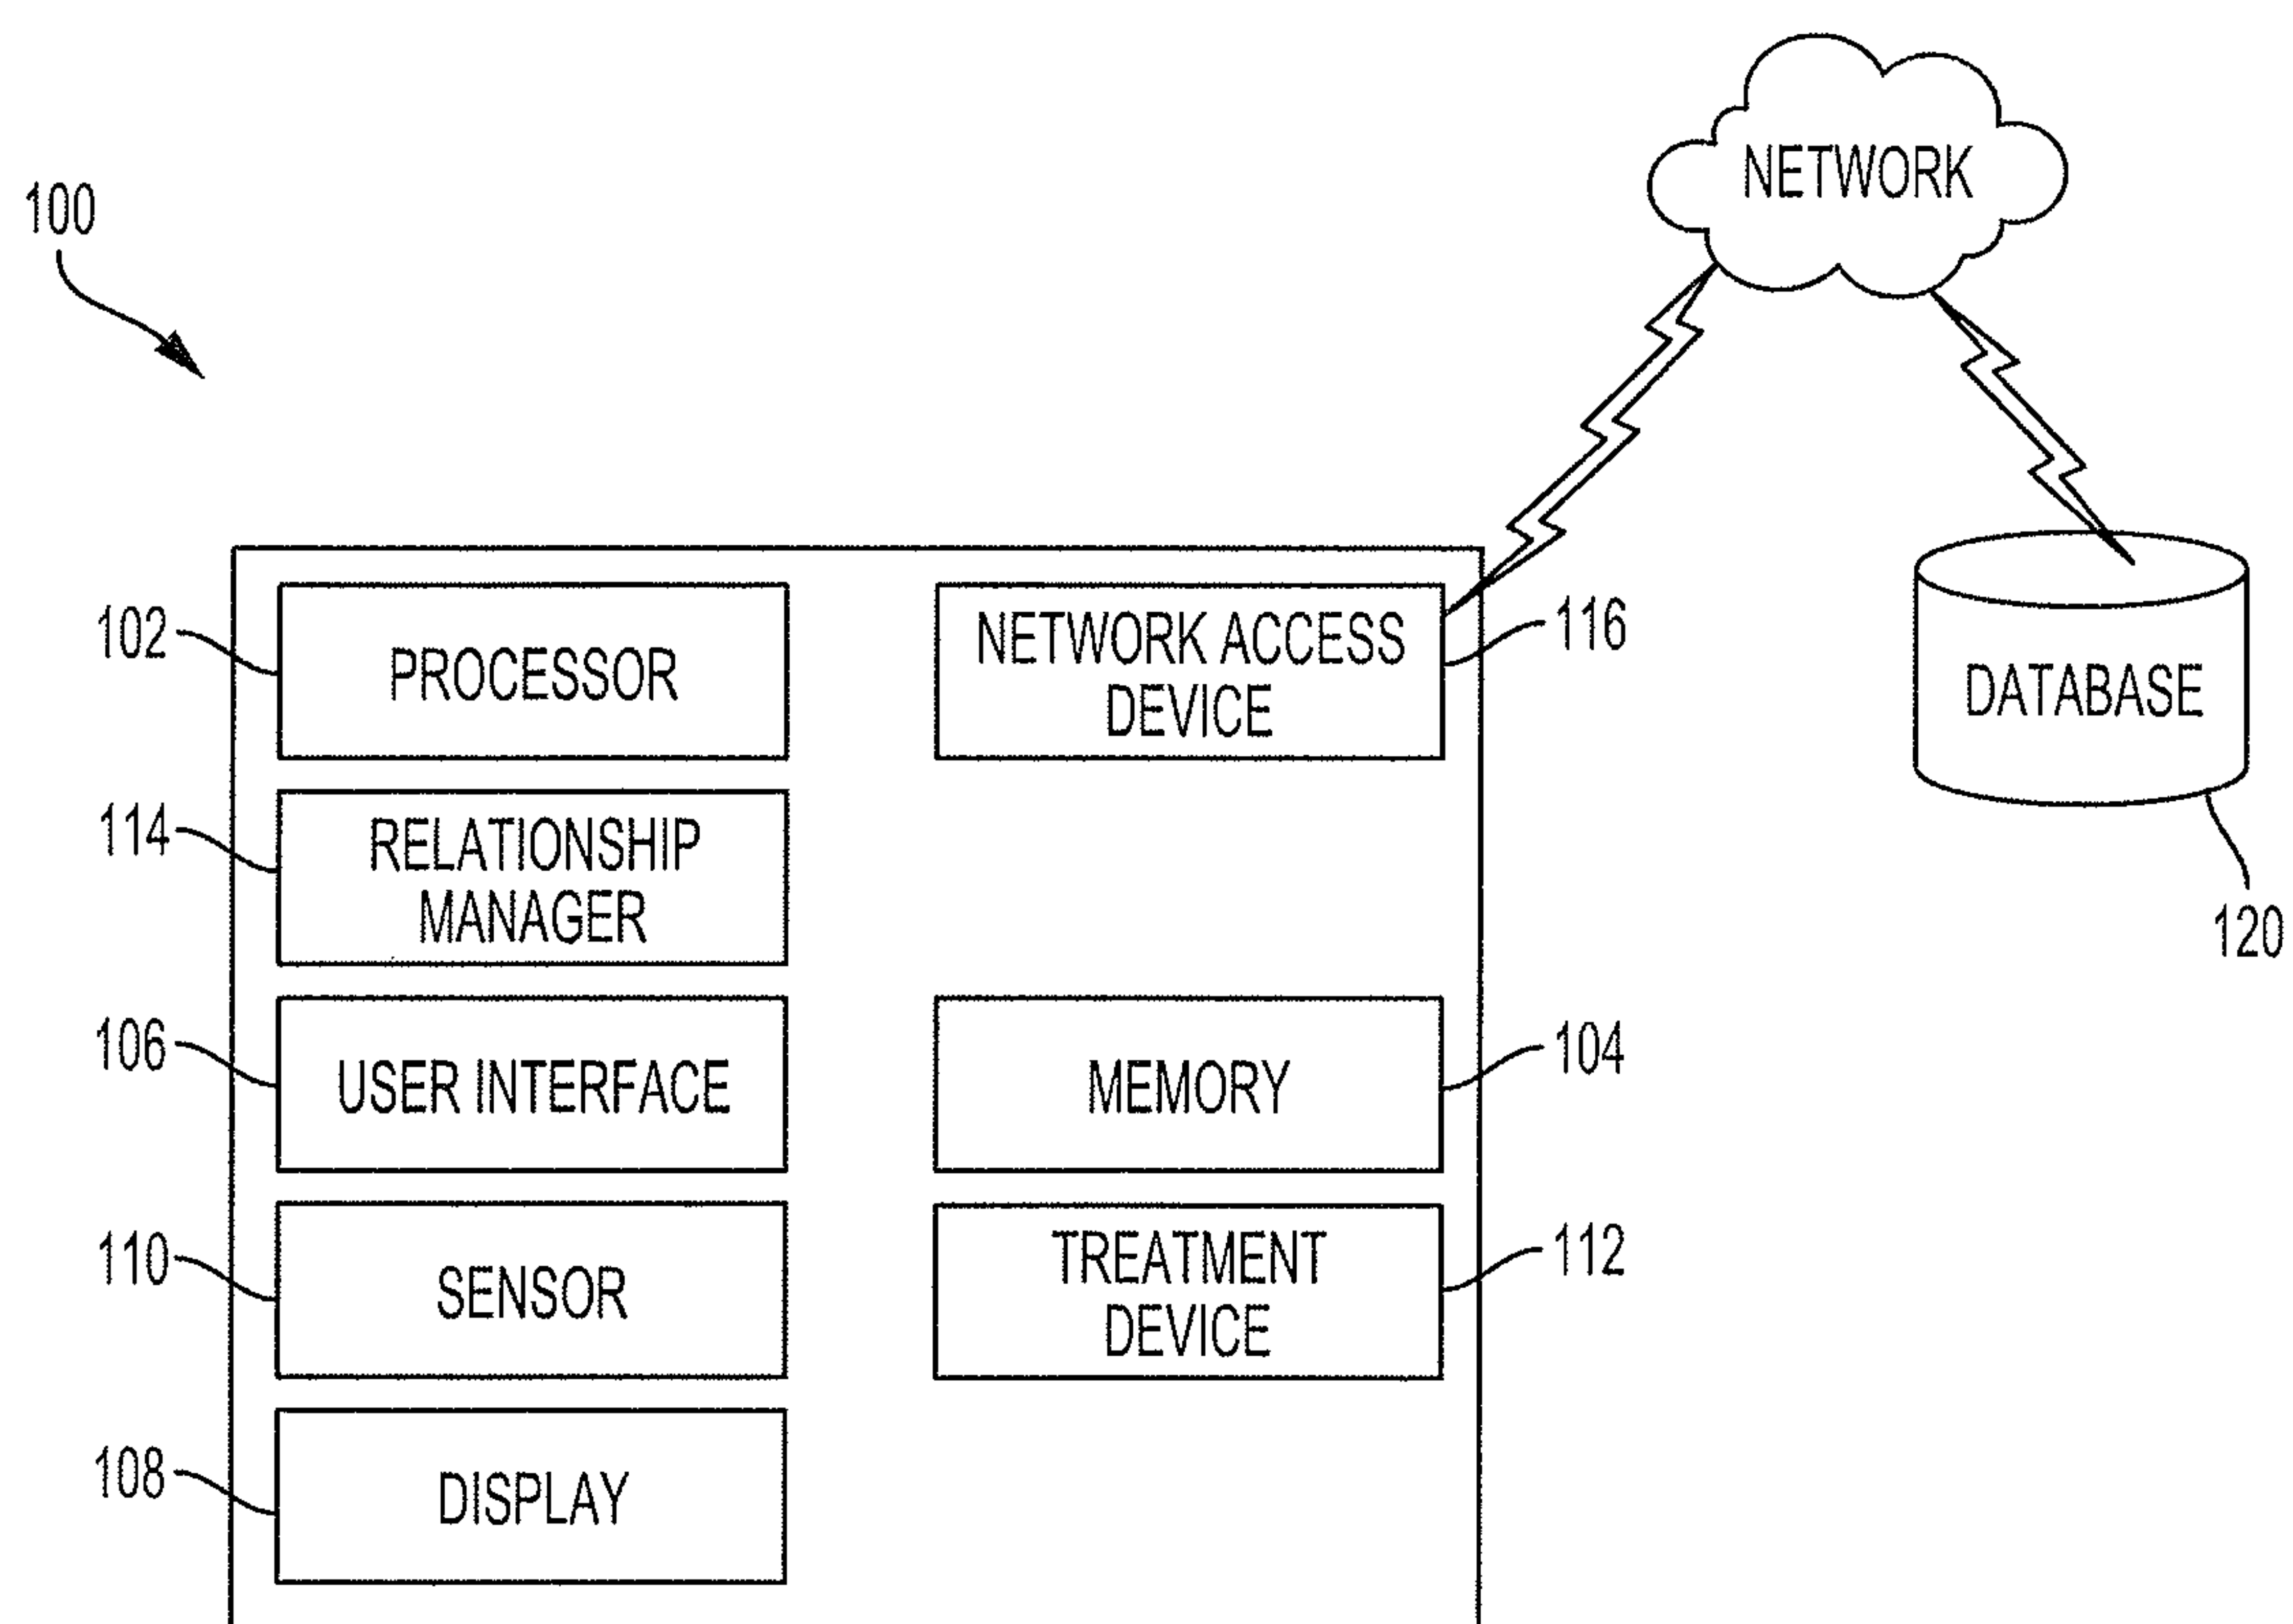 NETWORK
100
102
PROCESSOR
NETWORK ACCESS
DEVICE
116
DATABASE
120
114
RELATIONSHIP
MANAGER
106
USER INTERFACE
MEMORY
104
110
SENSOR
TREATMENT
DEVICE
112
108
DISPLAY